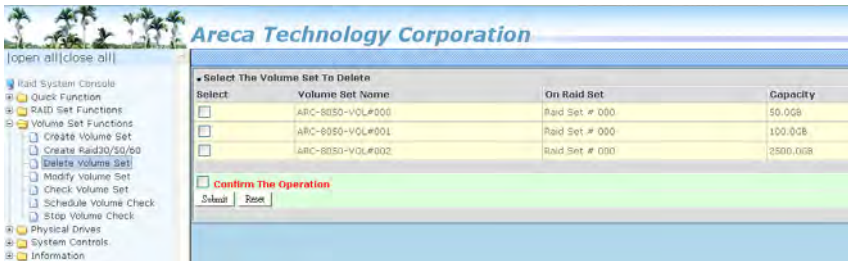 Areca Technology Corporation
|open all|close all|
Raid System Console
Quick Function
RAID Set Functions
Volume Set Functions
Create Volume Set
Create Raid30/50/60
Delete Volume Set
Modify Volume Set
Check Volume Set
Schedule Volume Check
Stop Volume Check
Physical Drives
System Controls
Information
Select The Volume Set To Delete
Select Volume Set Name On Raid Set Capacity
ARC-8050-VOL#000 Raid Set # 000 50.0GB
ARC-8050-VOL#001 Raid Set # 000 100.0GB
ARC-8050-VOL#002 Raid Set # 000 2500.0GB
Confirm The Operation
Submit Reset